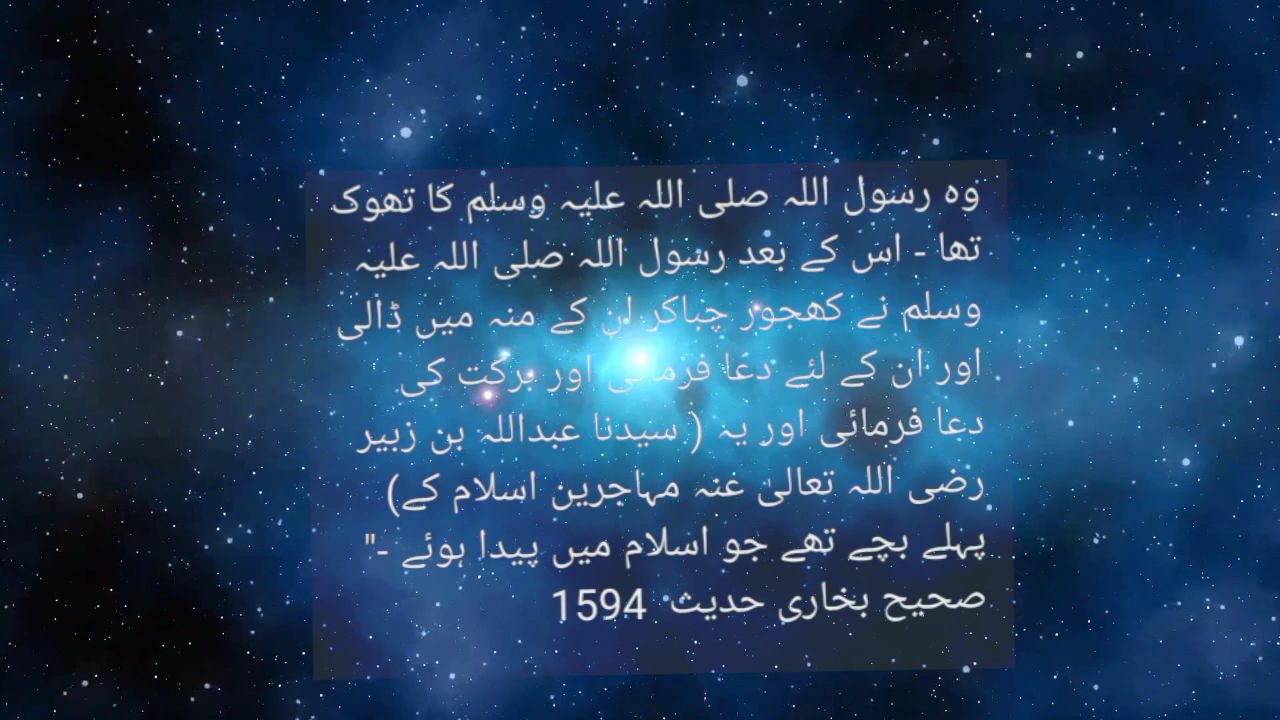 وہ رسول اللہ صلی اللہ علیہ وسلم کا تھوک
تھا - اس کے بعد رسول اللہ صلی اللہ علیہ
وسلم نے کھجور چباکر ان کے منہ میں ڈالی
اور ان کے لئے دعا فرمائی اور برکت کی
دعا فرمائی اور یہ ( سیدنا عبداللہ بن زبیر
رضی اللہ تعالیٰ عنہ مہاجرین اسلام کے)
پہلے بچے تھے جو اسلام میں پیدا ہوئے -"
صحیح بخاری حدیث 1594